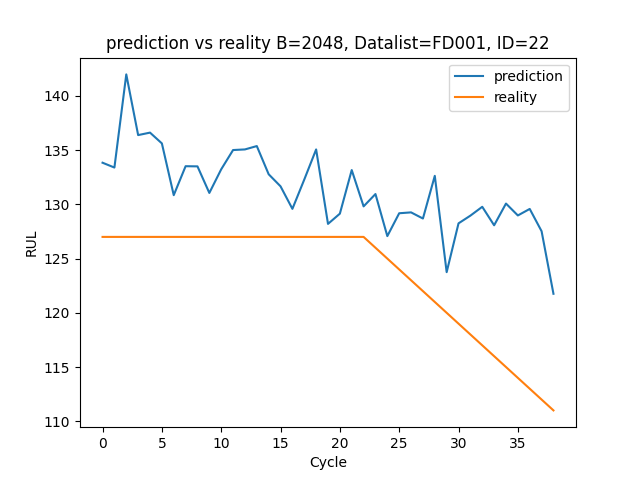 prediction vs reality B=2048, Datalist=FD001, ID=22
prediction
reality
140
135
130
125
120
115
110
RUL
0 5 10 15 20 25 30 35
Cycle